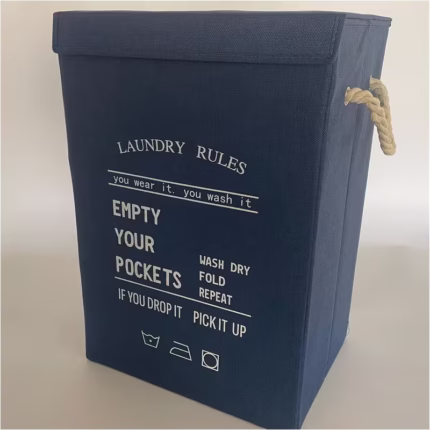 LAUNDRY RULES
you wear it. you wash it
EMPTY
YOUR
POCKETS
WASH DRY
FOLD
REPEAT
IF YOU DROP IT PICK IT UP